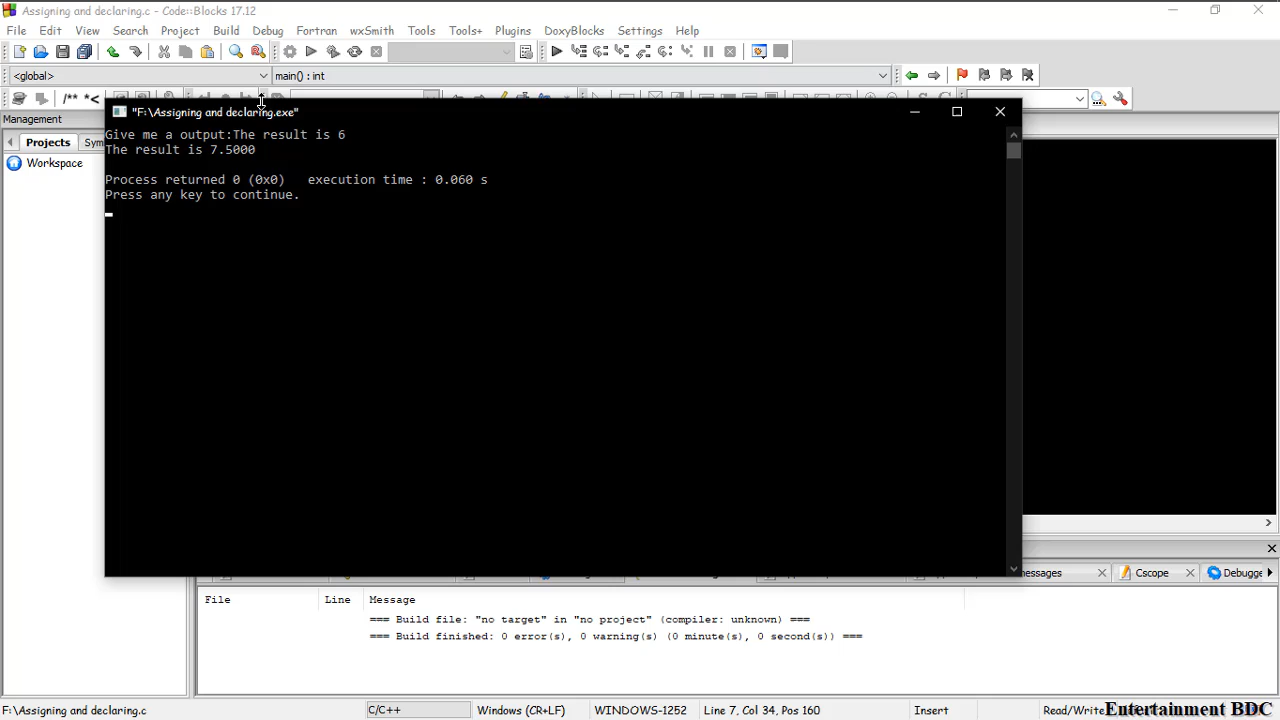 Assigning and declaring.c - Code::Blocks 17.12
File Edit View Search Project Build Debug Fortran wxSmith Tools Tools+ Plugins DoxyBlocks Settings Help
<global> main() : int
/** *<
Management
Projects Sym
Workspace
"F:\Assigning and declaring.exe"
Give me a output:The result is 6
The result is 7.5000
Process returned 0 (0x0) execution time : 0.060 s
Press any key to continue.
messages Cscope Debugge
File Line Message
=== Build file: "no target" in "no project" (compiler: unknown) ===
=== Build finished: 0 error(s), 0 warning(s) (0 minute(s), 0 second(s)) ===
F:\Assigning and declaring.c C/C++ Windows (CR+LF) WINDOWS-1252 Line 7, Col 34, Pos 160 Insert Read/Write
Entertainment BDC